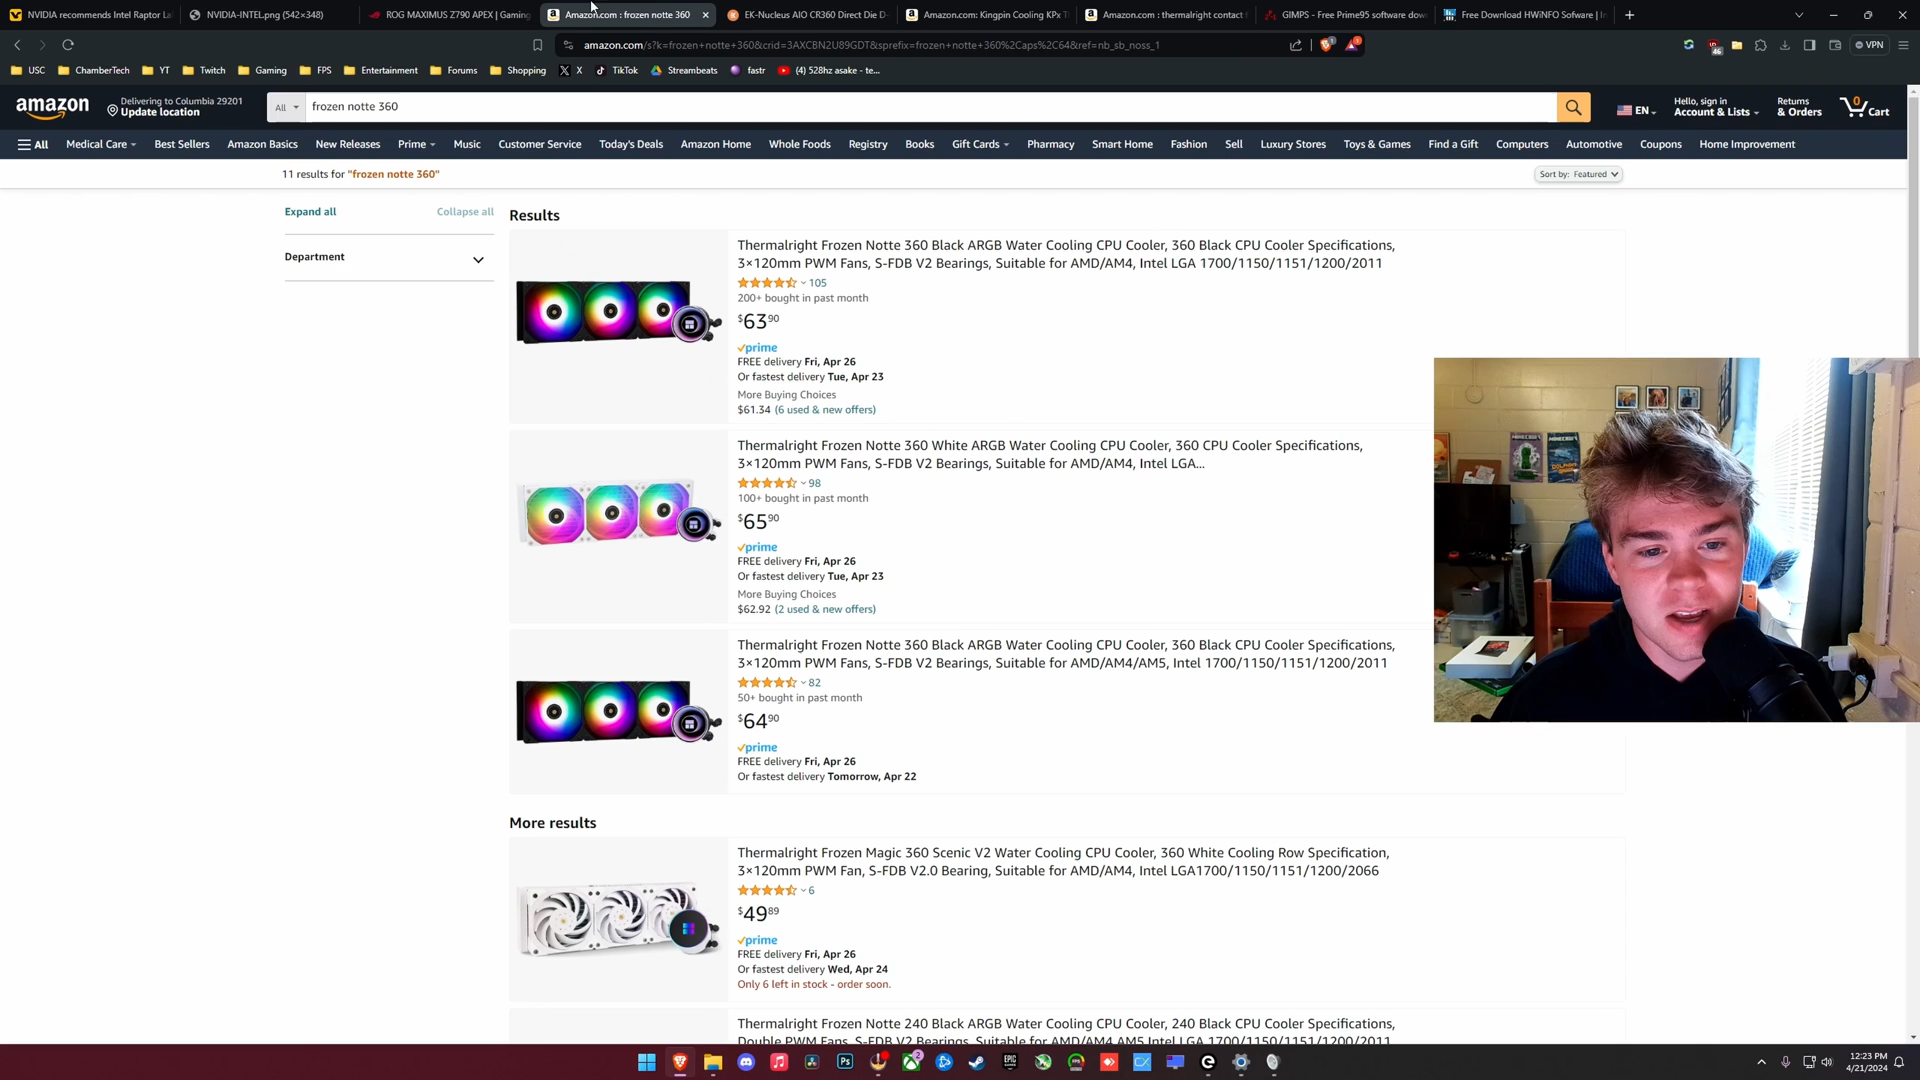 NVIDIA recommends Intel Raptor La
NVIDIA-INTEL.png (542×348)
ROG MAXIMUS Z790 APEX | Gaming
Amazon.com : frozen notte 360
EK-Nucleus AIO CR360 Direct Die D-
Amazon.com: Kingpin Cooling KPx T
Amazon.com : thermalright contact f
GIMPS - Free Prime95 software dow
Free Download HWiNFO Sofware | In
amazon.com/s?k=frozen+notte+360&crid=3AXCBN2U89GDT&sprefix=frozen+notte+360%2Caps%2C64&ref=nb_sb_noss_1
VPN
USC
ChamberTech
YT
Twitch
Gaming
FPS
Entertainment
Forums
Shopping
X
TikTok
Streambeats
fastr
(4) 528hz asake - te...
amazon
Delivering to Columbia 29201
Update location
All
frozen notte 360
EN
Hello, sign in
Account & Lists
Returns
& Orders
0
Cart
All
Medical Care
Best Sellers
Amazon Basics
New Releases
Prime
Music
Customer Service
Today's Deals
Amazon Home
Whole Foods
Registry
Books
Gift Cards
Pharmacy
Smart Home
Fashion
Sell
Luxury Stores
Toys & Games
Find a Gift
Computers
Automotive
Coupons
Home Improvement
11 results for "frozen notte 360"
Sort by: Featured
Expand all
Collapse all
Department
Results
Thermalright Frozen Notte 360 Black ARGB Water Cooling CPU Cooler, 360 Black CPU Cooler Specifications,
3×120mm PWM Fans, S-FDB V2 Bearings, Suitable for AMD/AM4, Intel LGA 1700/1150/1151/1200/2011
105
200+ bought in past month
$63.90
prime
FREE delivery Fri, Apr 26
Or fastest delivery Tue, Apr 23
More Buying Choices
$61.34 (6 used & new offers)
Thermalright Frozen Notte 360 White ARGB Water Cooling CPU Cooler, 360 CPU Cooler Specifications,
3×120mm PWM Fans, S-FDB V2 Bearings, Suitable for AMD/AM4, Intel LGA...
98
100+ bought in past month
$65.90
prime
FREE delivery Fri, Apr 26
Or fastest delivery Tue, Apr 23
More Buying Choices
$62.92 (2 used & new offers)
Thermalright Frozen Notte 360 Black ARGB Water Cooling CPU Cooler, 360 Black CPU Cooler Specifications,
3×120mm PWM Fans, S-FDB V2 Bearings, Suitable for AMD/AM4/AM5, Intel 1700/1150/1151/1200/2011
82
50+ bought in past month
$64.90
prime
FREE delivery Fri, Apr 26
Or fastest delivery Tomorrow, Apr 22
More results
Thermalright Frozen Magic 360 Scenic V2 Water Cooling CPU Cooler, 360 White Cooling Row Specification,
3×120mm PWM Fan, S-FDB V2.0 Bearing, Suitable for AMD/AM4, Intel LGA1700/1150/1151/1200/2066
6
$49.89
prime
FREE delivery Fri, Apr 26
Or fastest delivery Wed, Apr 24
Only 6 left in stock - order soon.
Thermalright Frozen Notte 240 Black ARGB Water Cooling CPU Cooler, 240 Black CPU Cooler Specifications,
Double PWM Fans, S-FDB V2 Bearings, Suitable for AMD/AM4 AM5 Intel LGA 1700/1150/1151/1200/2011
12:23 PM
4/21/2024